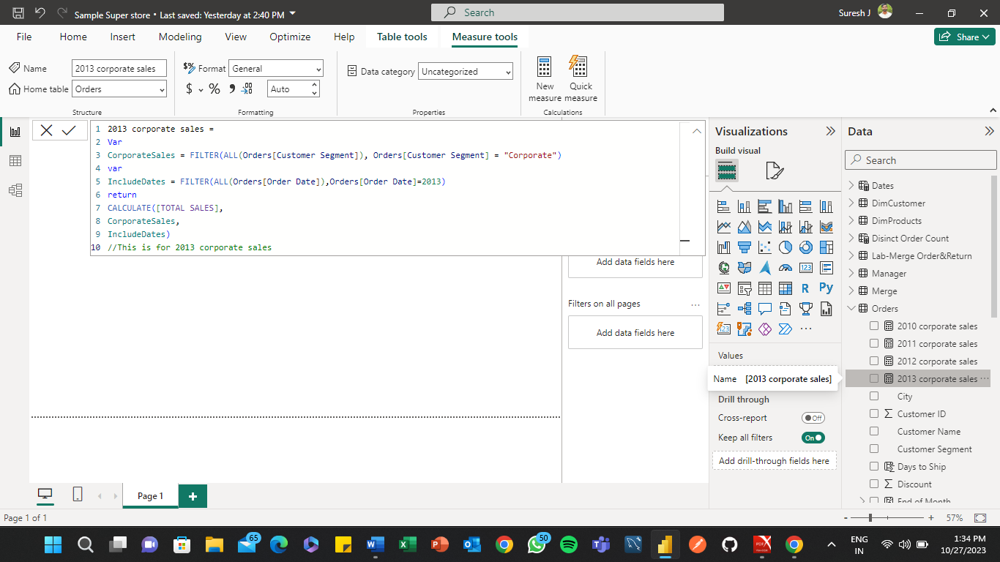 Sample Super store • Last saved: Yesterday at 2:40 PM
Search
Suresh J
File
Home
Insert
Modeling
View
Optimize
Help
Table tools
Measure tools
Share
Name
2013 corporate sales
Home table
Orders
Structure
Format
General
$
%
Auto
Formatting
Data category
Uncategorized
Properties
New
measure
Quick
measure
Calculations
1 2013 corporate sales =
2 Var
3 CorporateSales = FILTER(ALL(Orders[Customer Segment]), Orders[Customer Segment] = "Corporate")
4 var
5 IncludeDates = FILTER(ALL(Orders[Order Date]),Orders[Order Date]=2013)
6 return
7 CALCULATE([TOTAL SALES],
8 CorporateSales,
9 IncludeDates)
10 //This is for 2013 corporate sales
Add data fields here
Filters on all pages
...
Add data fields here
Visualizations
Build visual
123
R
Py
123
...
Values
Name [2013 corporate sales]
Drill through
Cross-report
Off
Keep all filters
On
Add drill-through fields here
Data
Search
Dates
DimCustomer
DimProducts
Disinct Order Count
Lab-Merge Order&Return
Manager
Merge
Orders
2010 corporate sales
2011 corporate sales
2012 corporate sales
2013 corporate sales ...
City
Customer ID
Customer Name
Customer Segment
Days to Ship
Discount
End of Month
Page 1
+
Page 1 of 1
- + 57%
65
50
ENG
IN
1:34 PM
10/27/2023